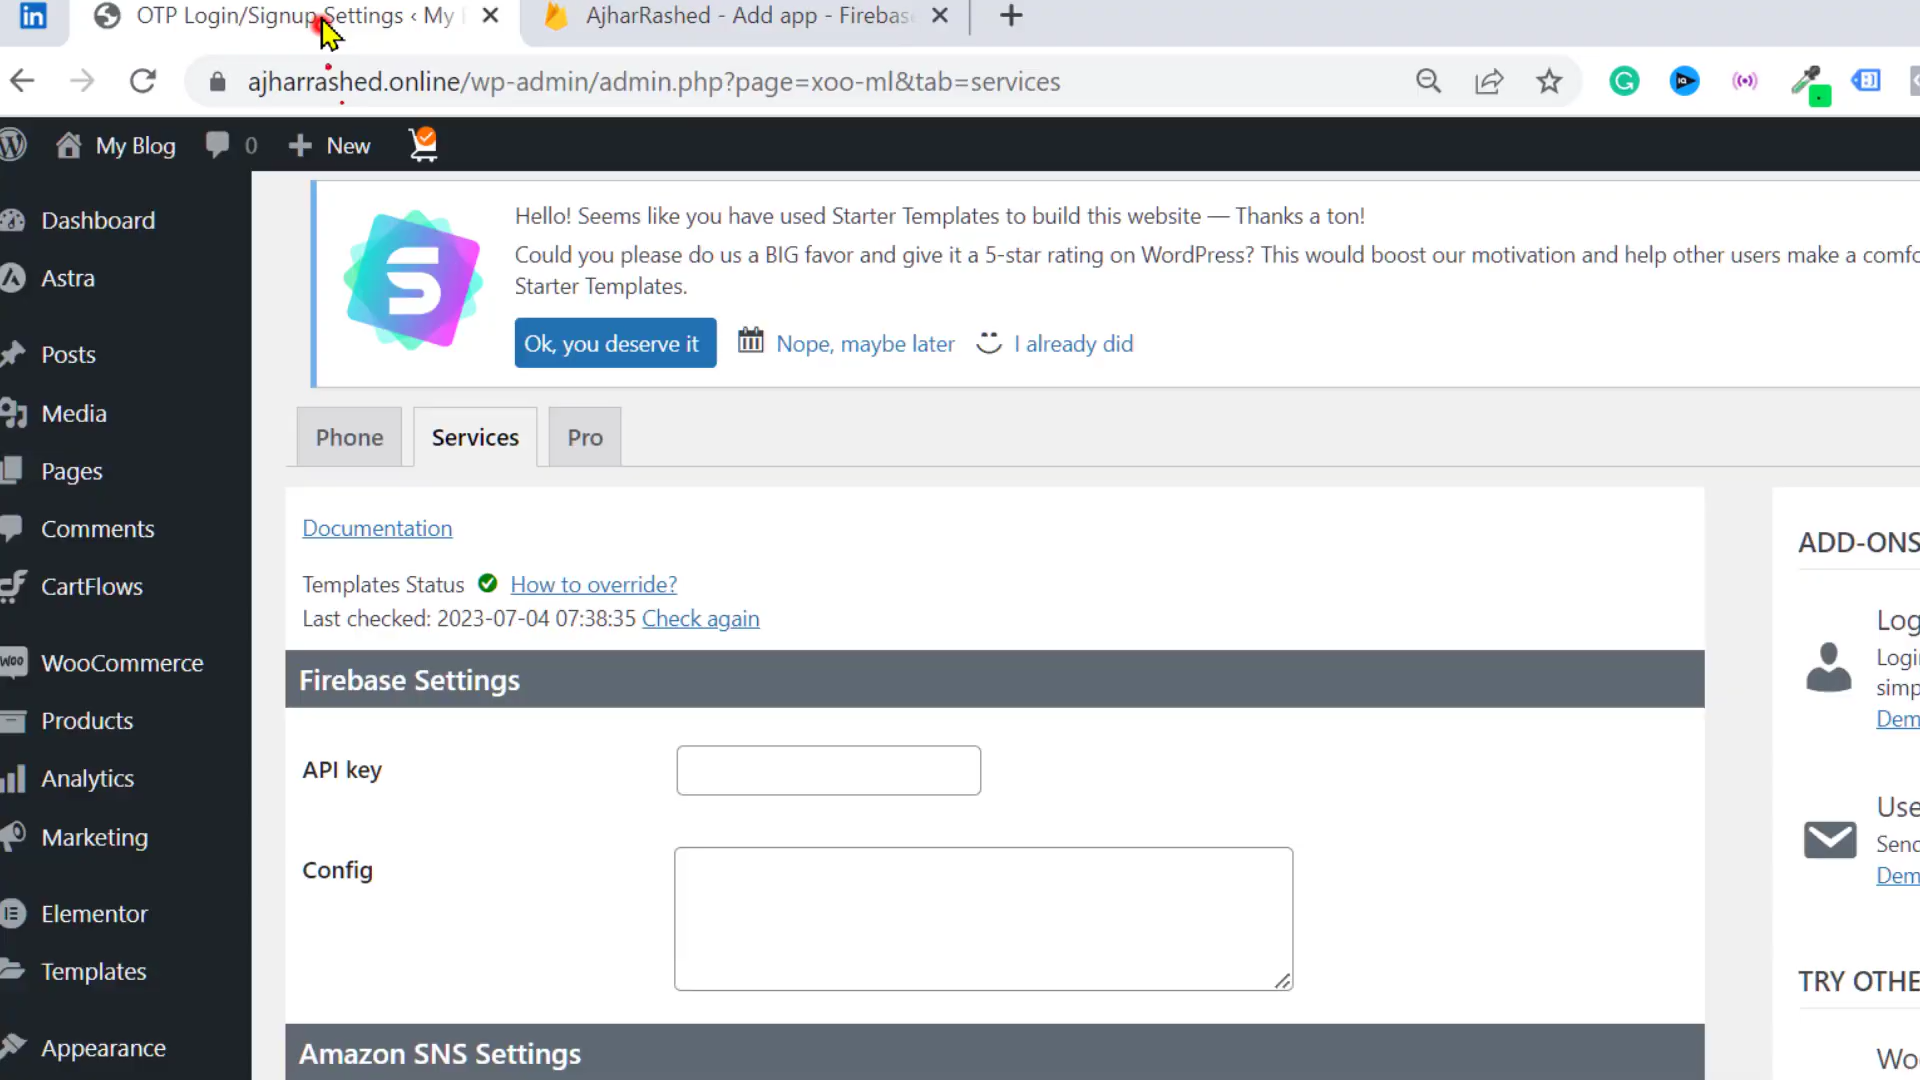 OTP Login/Signup Settings ‹ My
AjharRashed - Add app - Firebas
ajharrashed.online/wp-admin/admin.php?page=xoo-ml&tab=services
My Blog
0
New
Dashboard
Astra
Posts
Media
Pages
Comments
CartFlows
WooCommerce
Products
Analytics
Marketing
Elementor
Templates
Appearance
Hello! Seems like you have used Starter Templates to build this website — Thanks a ton!
Could you please do us a BIG favor and give it a 5-star rating on WordPress? This would boost our motivation and help other users make a comfo
Starter Templates.
Ok, you deserve it
Nope, maybe later
I already did
Phone
Services
Pro
Documentation
Templates Status
How to override?
Last checked: 2023-07-04 07:38:35 Check again
Firebase Settings
API key
Config
Amazon SNS Settings
ADD-ONS
Log
Login
simp
Dem
Use
Send
Dem
TRY OTHE
Woo